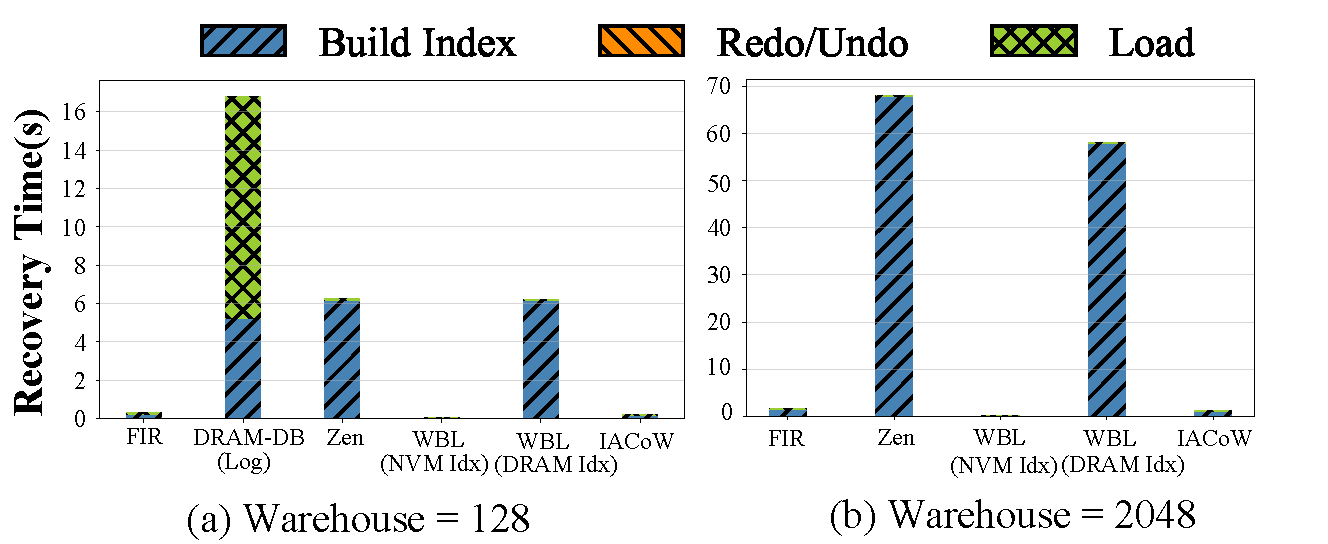 Build Index Redo/Undo Load
Recovery Time(s)
16
14
12
10
8
6
4
2
0
FIR DRAM-DB (Log) Zen WBL (NVM Idx) WBL (DRAM Idx) IACoW
(a) Warehouse = 128
70
60
50
40
30
20
10
0
FIR Zen WBL (NVM Idx) WBL (DRAM Idx) IACoW
(b) Warehouse = 2048